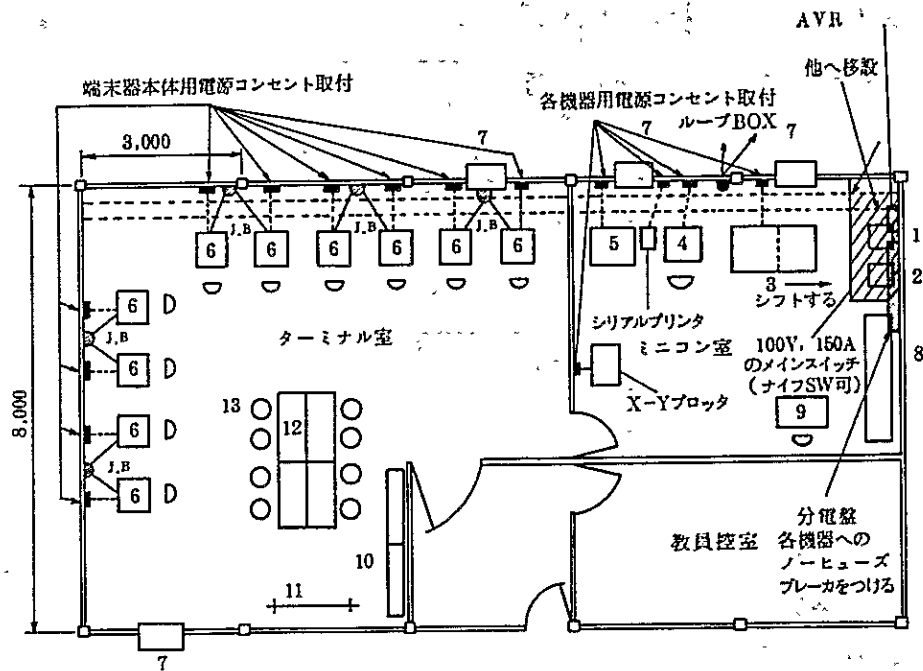 AVR
他へ移設
端末器本体用電源コンセント取付
各機器用電源コンセント取付
7
7
ルーブBOX
7
3,000
J.B
J.B
J.B
6
6
6
6
6
6
5
4
3
シフトする
1
2
8
シリアルプリンタ
ターミナル室
ミニコン室
100V, 150A
のメインスイッチ
(ナイフSW可)
X-Yプロッタ
9
6
J.B
6
6
J.B
6
8,000
13
12
10
11
教員控室
分電盤
各機器への
ノーヒューズ
ブレーカをつける
7